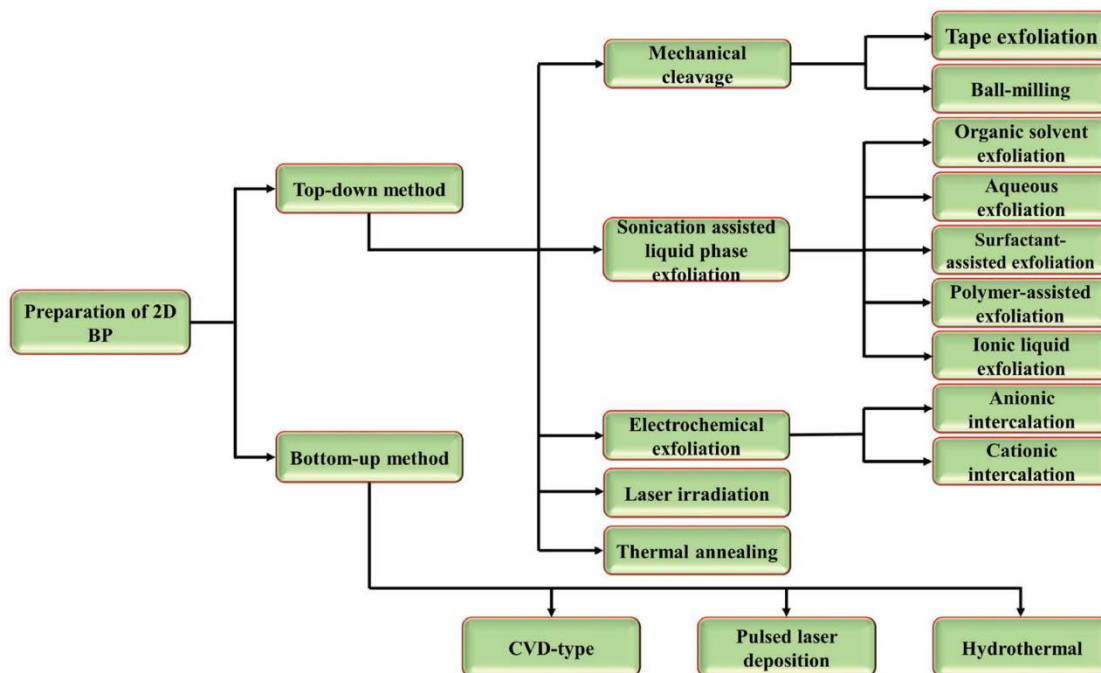 Preparation of 2D
BP
Top-down method
Bottom-up method
Mechanical
cleavage
Sonication assisted
liquid phase
exfoliation
Electrochemical
exfoliation
Laser irradiation
Thermal annealing
Tape exfoliation
Ball-milling
Organic solvent
exfoliation
Aqueous
exfoliation
Surfactant-
assisted exfoliation
Polymer-assisted
exfoliation
Ionic liquid
exfoliation
Anionic
intercalation
Cationic
intercalation
CVD-type
Pulsed laser
deposition
Hydrothermal